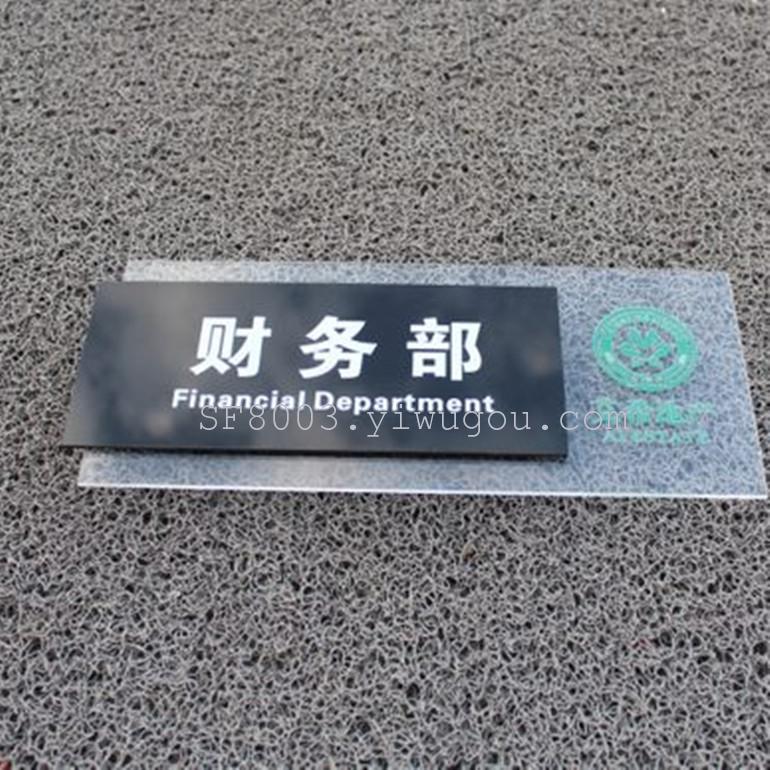 财务部
Financial Department
SF8003.yiwugou.com